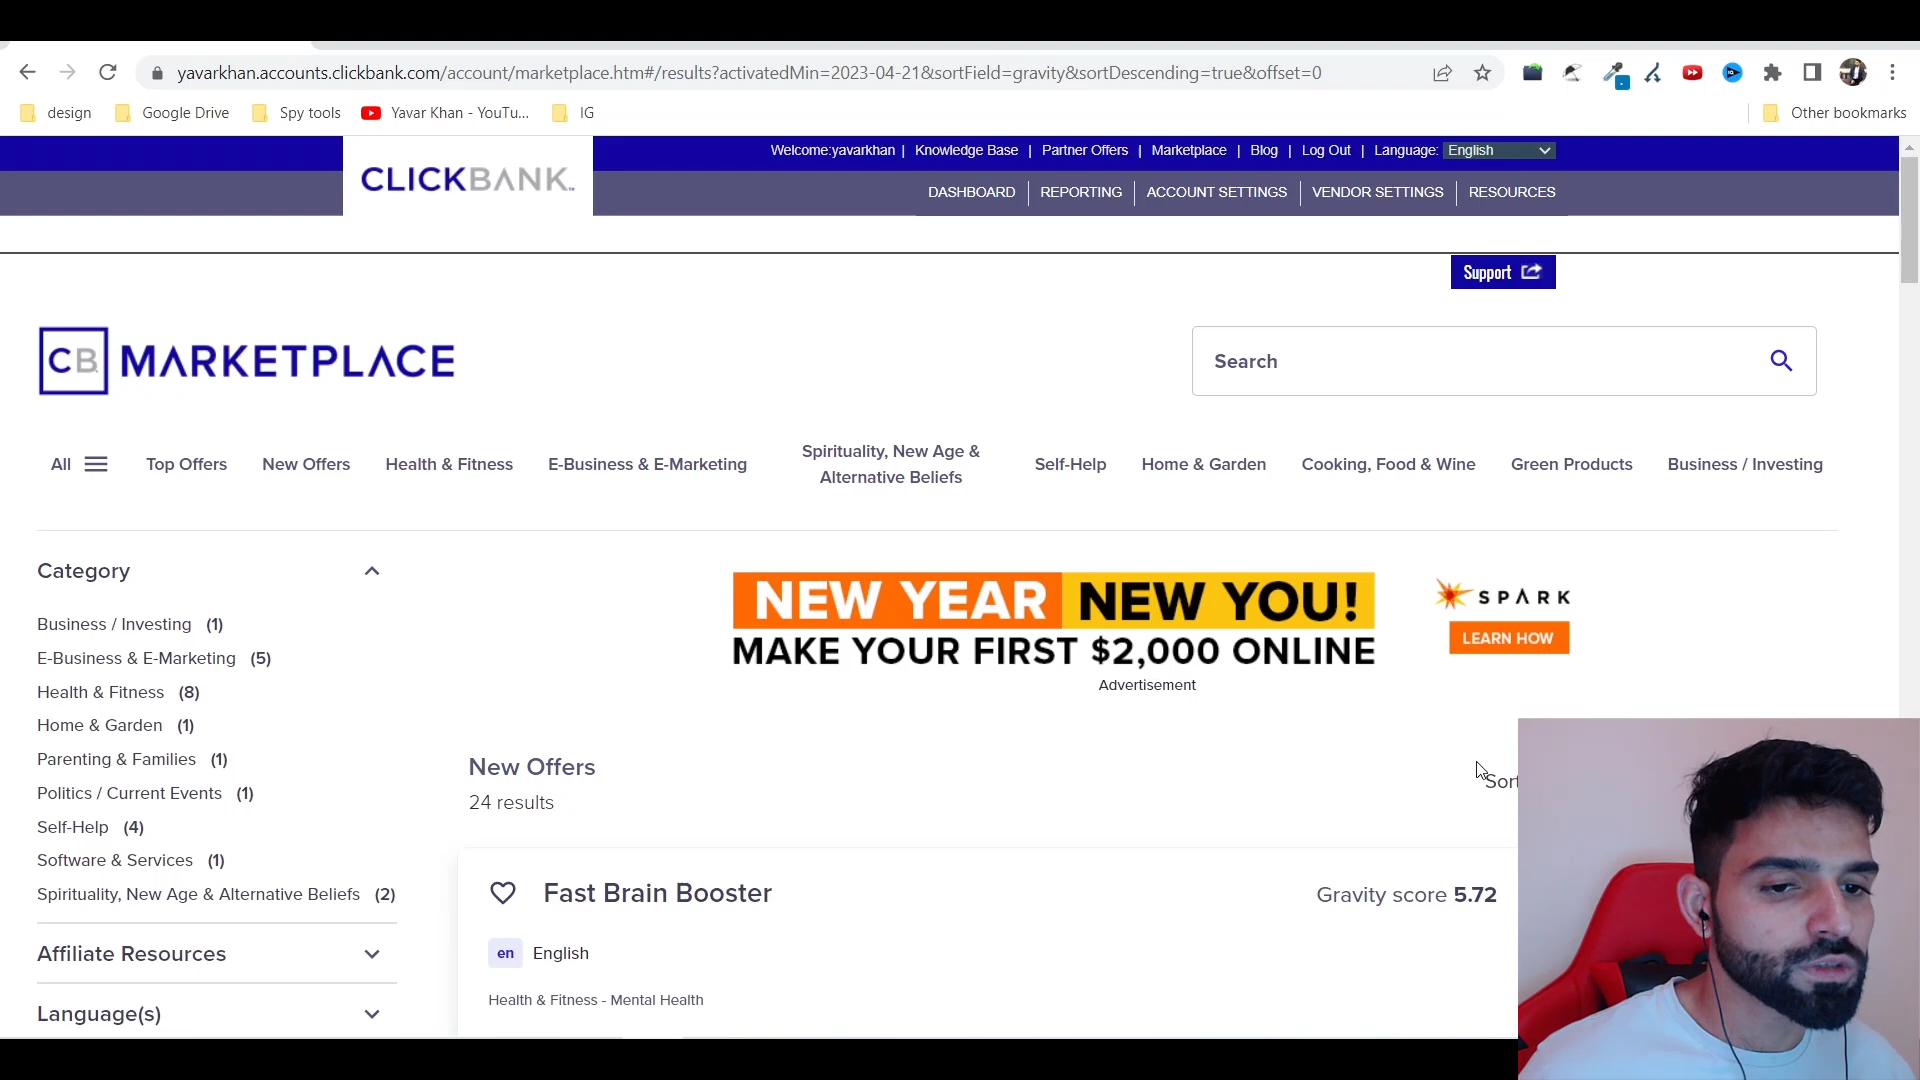 yavarkhan.accounts.clickbank.com/account/marketplace.htm#/results?activatedMin=2023-04-21&sortField=gravity&sortDescending=true&offset=0
design Google Drive Spy tools Yavar Khan - YouTu... IG Other bookmarks
Welcome:yavarkhan | Knowledge Base | Partner Offers | Marketplace | Blog | Log Out | Language: English
CLICKBANK
DASHBOARD REPORTING ACCOUNT SETTINGS VENDOR SETTINGS RESOURCES
Support
CB MARKETPLACE
Search
All Top Offers New Offers Health & Fitness E-Business & E-Marketing Spirituality, New Age & Alternative Beliefs Self-Help Home & Garden Cooking, Food & Wine Green Products Business / Investing
Category
Business / Investing (1)
E-Business & E-Marketing (5)
Health & Fitness (8)
Home & Garden (1)
Parenting & Families (1)
Politics / Current Events (1)
Self-Help (4)
Software & Services (1)
Spirituality, New Age & Alternative Beliefs (2)
Affiliate Resources
Language(s)
NEW YEAR NEW YOU!
MAKE YOUR FIRST $2,000 ONLINE
SPARK
LEARN HOW
Advertisement
New Offers
24 results
Sort
Fast Brain Booster
Gravity score 5.72
en English
Health & Fitness - Mental Health